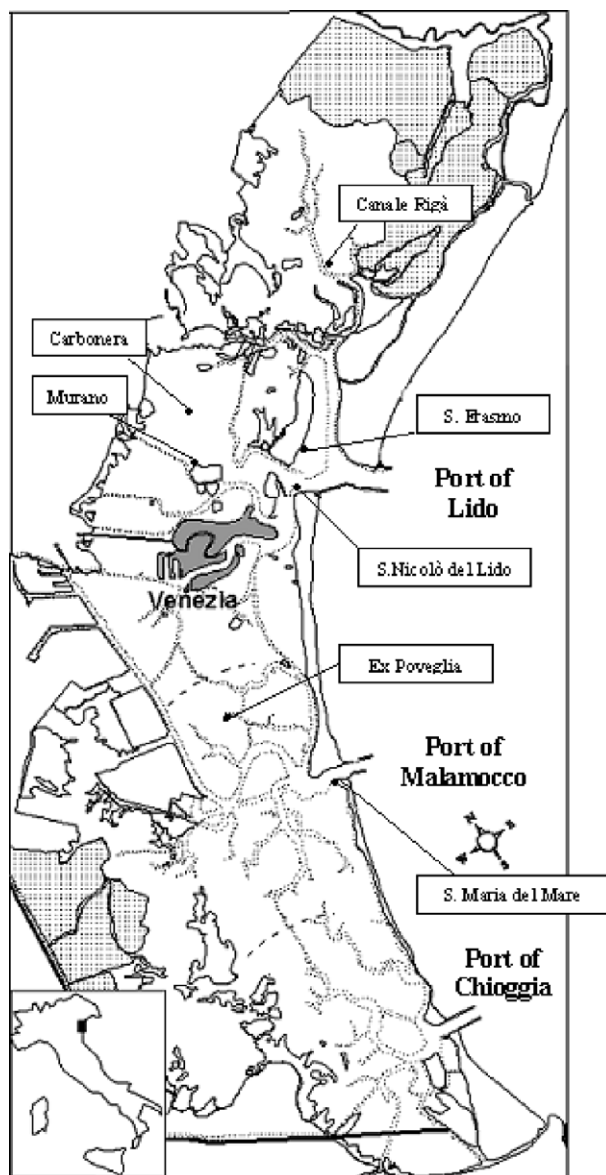 Canale Rigà
Carbonera
Murano
S. Erasmo
Port of
Lido
S.Nicolò del Lido
Venezia
Ex Poveglia
Port of
Malamocco
S. Maria del Mare
Port of
Chioggia